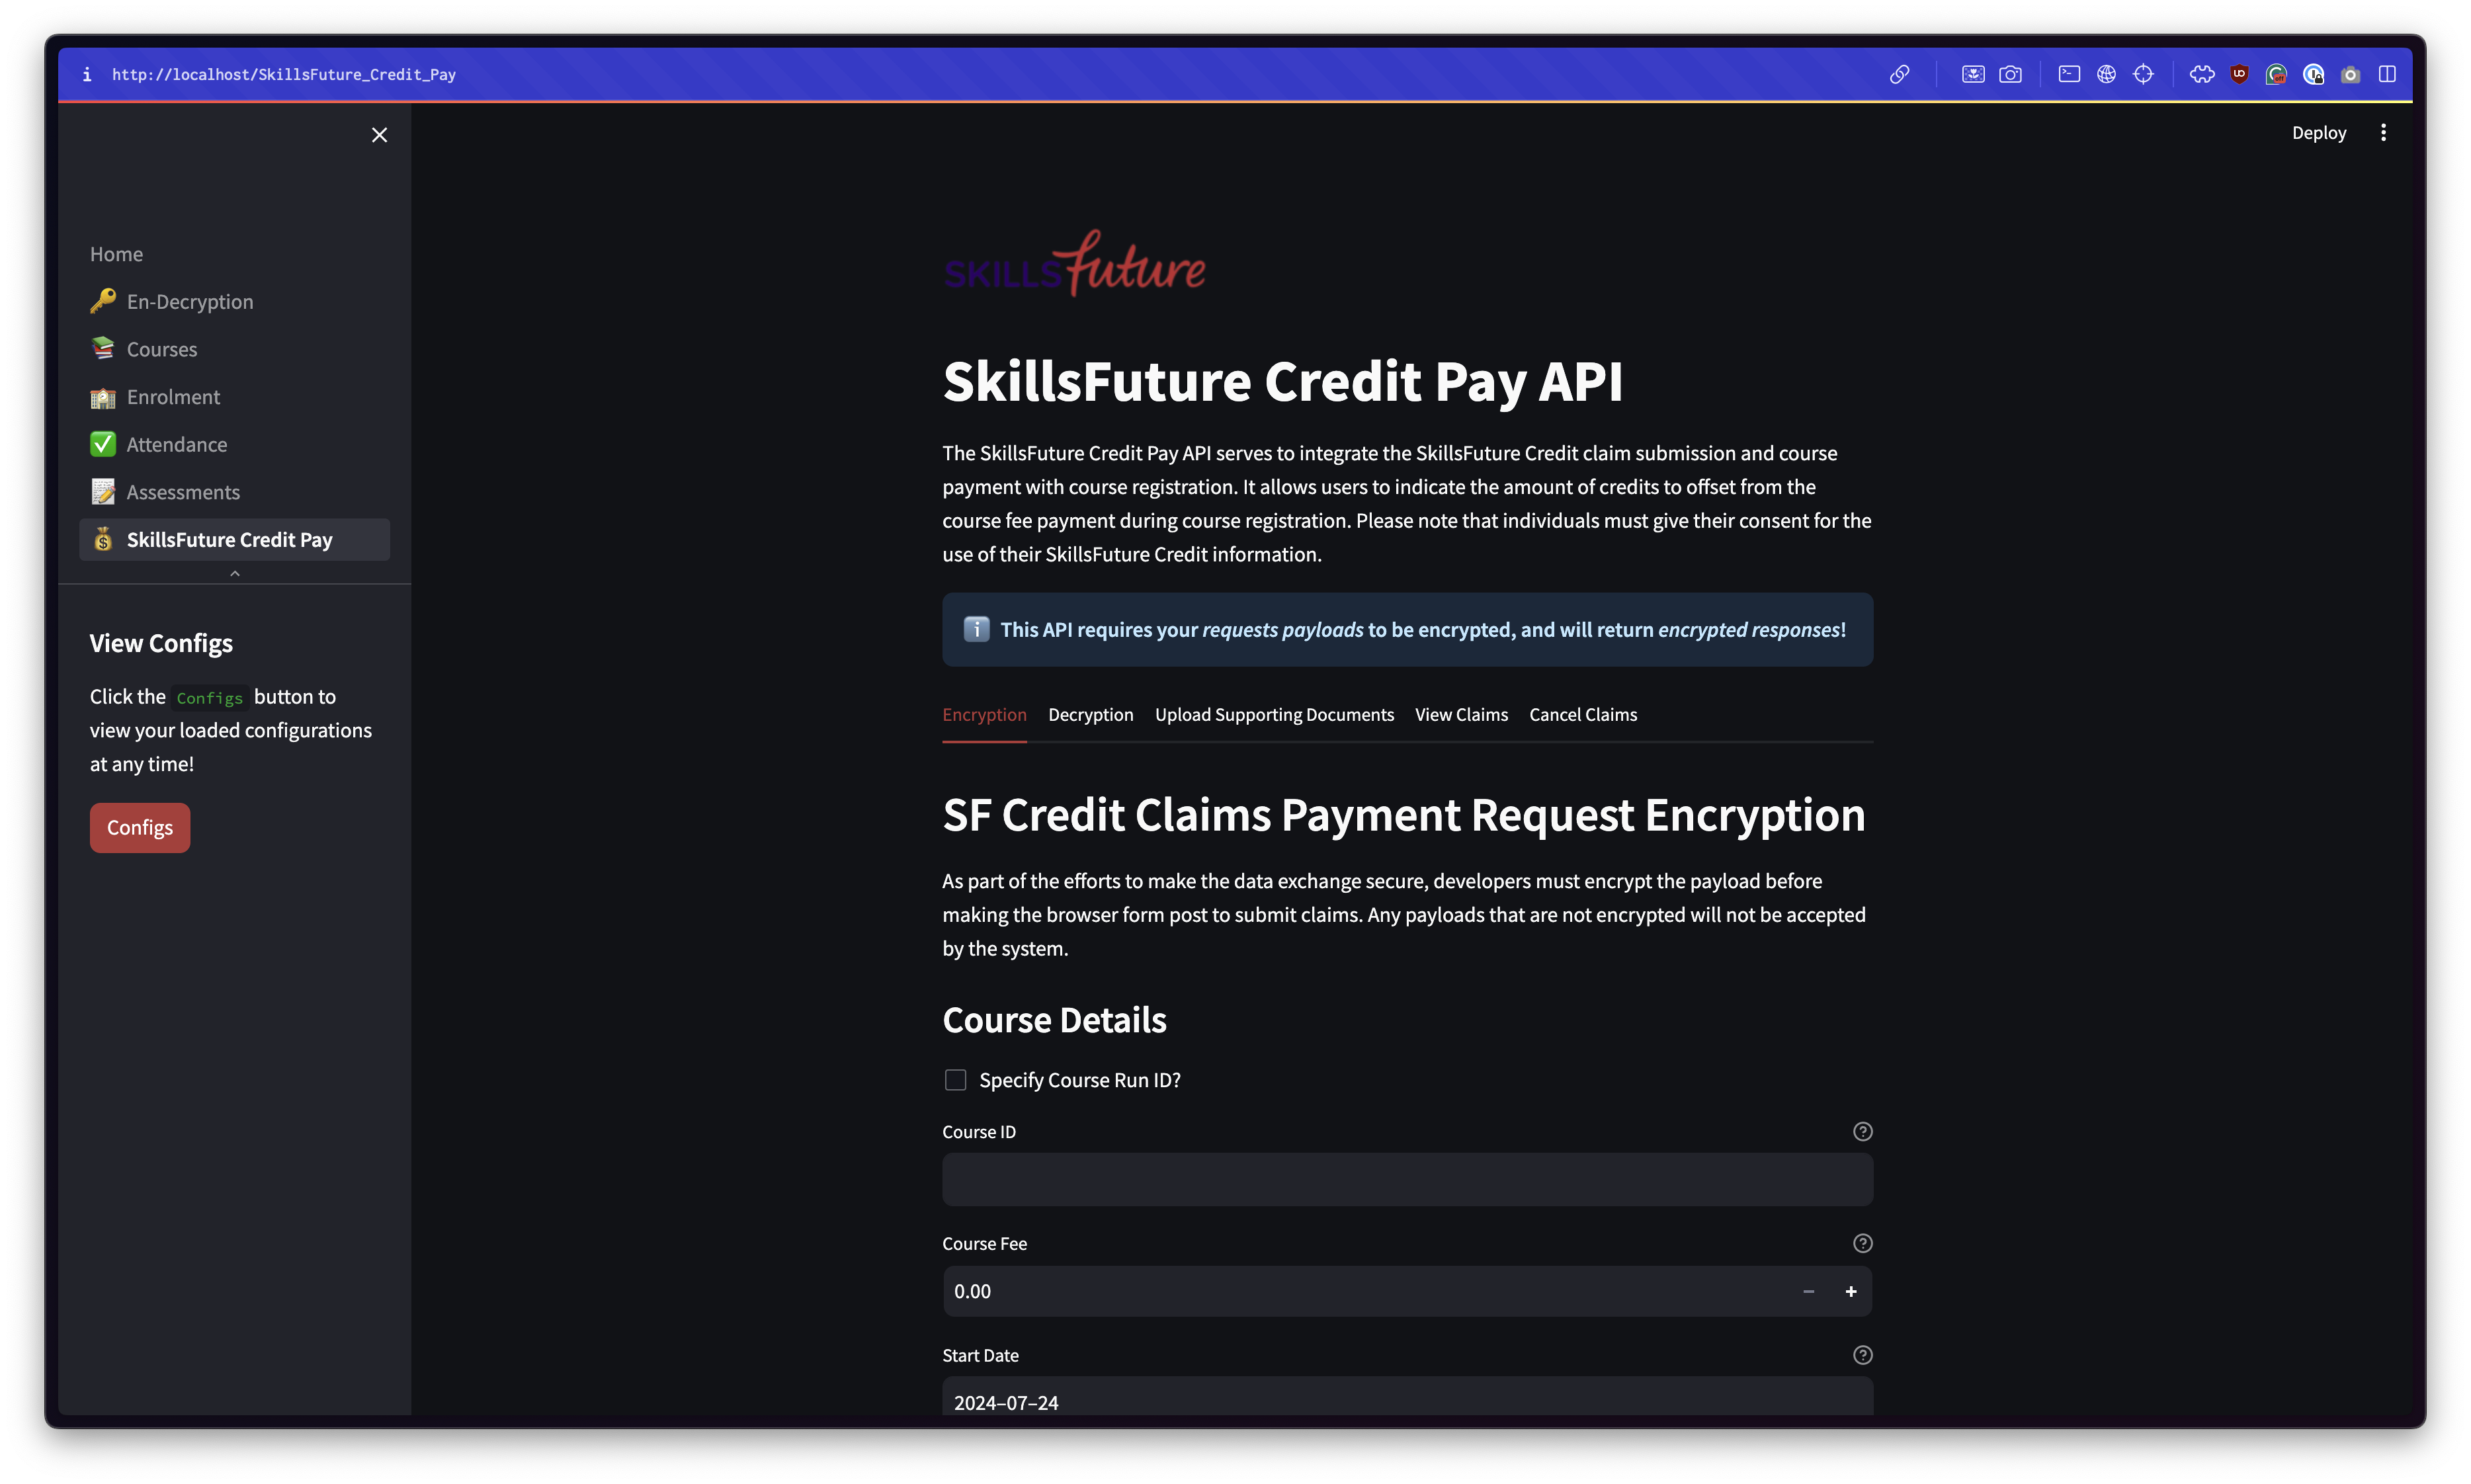 http://localhost/SkillsFuture_Credit_Pay
Deploy
Home
En-Decryption
Courses
Enrolment
Attendance
Assessments
SkillsFuture Credit Pay
View Configs
Click the Configs button to
view your loaded configurations
at any time!
Configs
SKILLSfuture
SkillsFuture Credit Pay API
The SkillsFuture Credit Pay API serves to integrate the SkillsFuture Credit claim submission and course
payment with course registration. It allows users to indicate the amount of credits to offset from the
course fee payment during course registration. Please note that individuals must give their consent for the
use of their SkillsFuture Credit information.
This API requires your requests payloads to be encrypted, and will return encrypted responses!
Encryption Decryption Upload Supporting Documents View Claims Cancel Claims
SF Credit Claims Payment Request Encryption
As part of the efforts to make the data exchange secure, developers must encrypt the payload before
making the browser form post to submit claims. Any payloads that are not encrypted will not be accepted
by the system.
Course Details
Specify Course Run ID?
Course ID
Course Fee
0.00
Start Date
2024–07–24